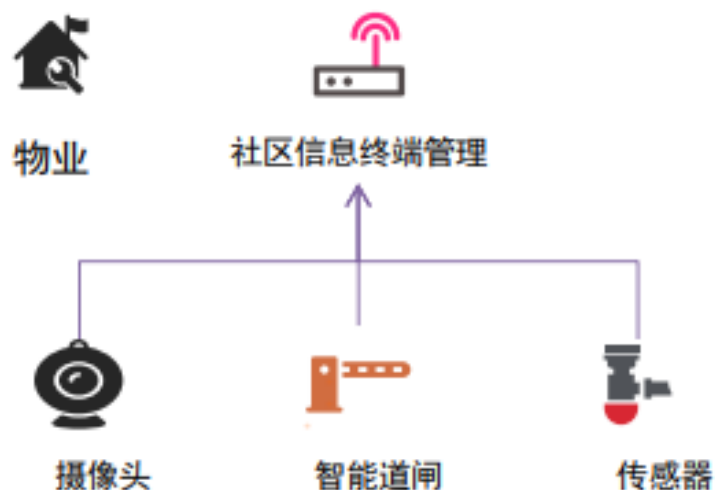 物业
社区信息终端管理
摄像头
智能道闸
传感器